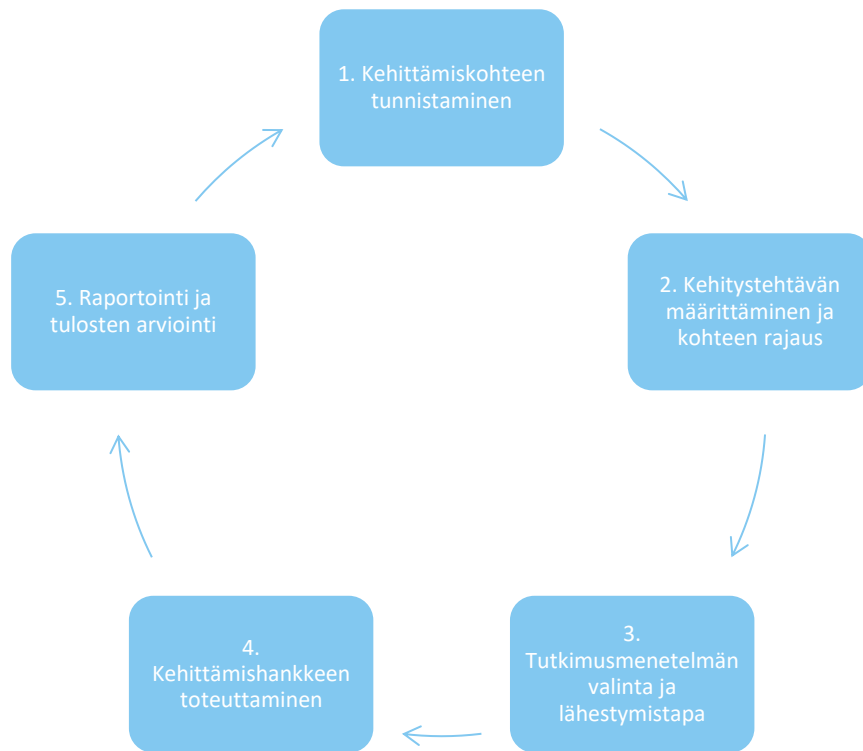 1. Kehittämiskohteen
tunnistaminen
2. Kehitystehtävän
määrittäminen ja
kohteen rajaus
3.
Tutkimusmenetelmän
valinta ja
lähestymistapa
4.
Kehittämishankkeen
toteuttaminen
5. Raportointi ja
tulosten arviointi